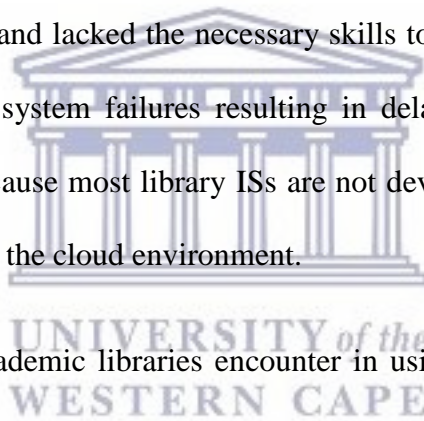 and lacked the necessary skills to
system failures resulting in dela
cause most library ISs are not dev
the cloud environment.
UNIVERSITY of the
ademic libraries encounter in usi
WESTERN CAPE